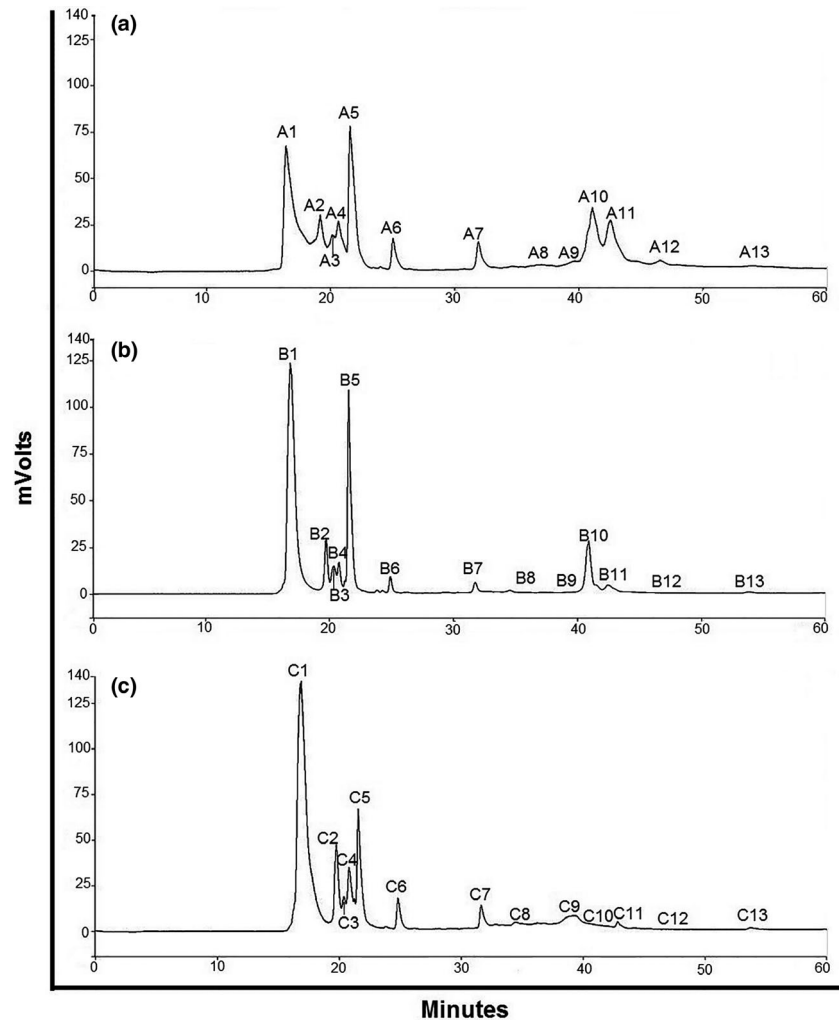 mVolts
(a)
140
125
100
75
50
25
0
A1
A2
A3
A4
A5
A6
A7
A8
A9
A10
A11
A12
A13
0 10 20 30 40 50 60
(b)
140
125
100
75
50
25
0
B1
B2
B3
B4
B5
B6
B7
B8
B9
B10
B11
B12
B13
0 10 20 30 40 50 60
(c)
140
125
100
75
50
25
0
C1
C2
C3
C4
C5
C6
C7
C8
C9
C10
C11
C12
C13
0 10 20 30 40 50 60
Minutes